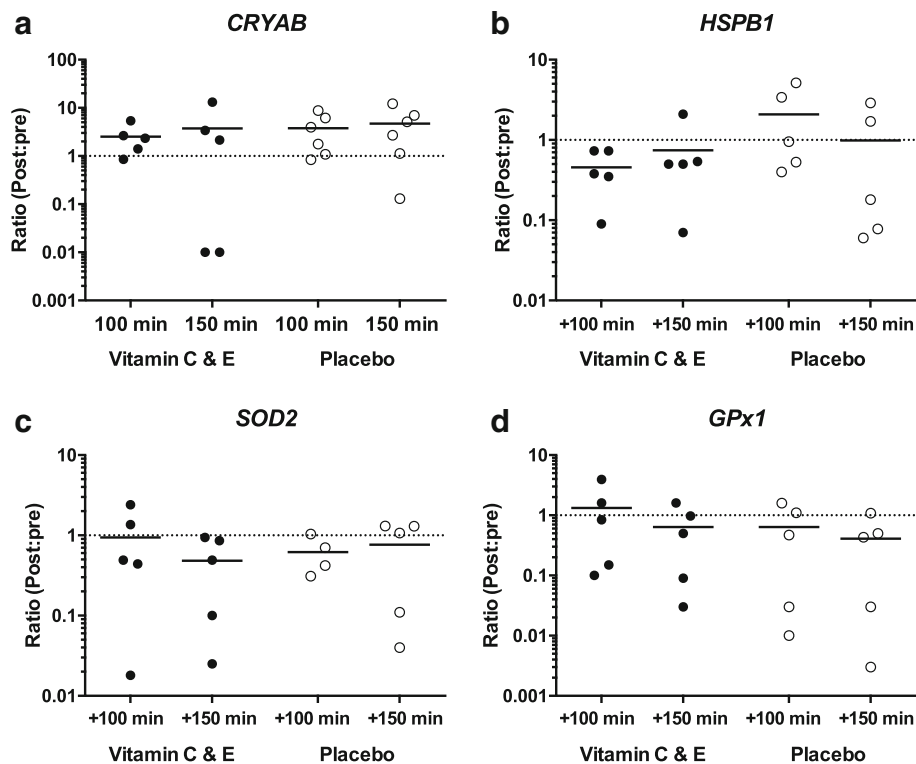 a
CRYAB
Ratio (Post:pre)
100
10
1
0.1
0.01
0.001
100 min 150 min 100 min 150 min
Vitamin C & E Placebo
b
HSPB1
Ratio (Post:pre)
10
1
0.1
0.01
+100 min +150 min +100 min +150 min
Vitamin C & E Placebo
c
SOD2
Ratio (Post:pre)
10
1
0.1
0.01
+100 min +150 min +100 min +150 min
Vitamin C & E Placebo
d
GPx1
Ratio (Post:pre)
10
1
0.1
0.01
0.001
+100 min +150 min +100 min +150 min
Vitamin C & E Placebo